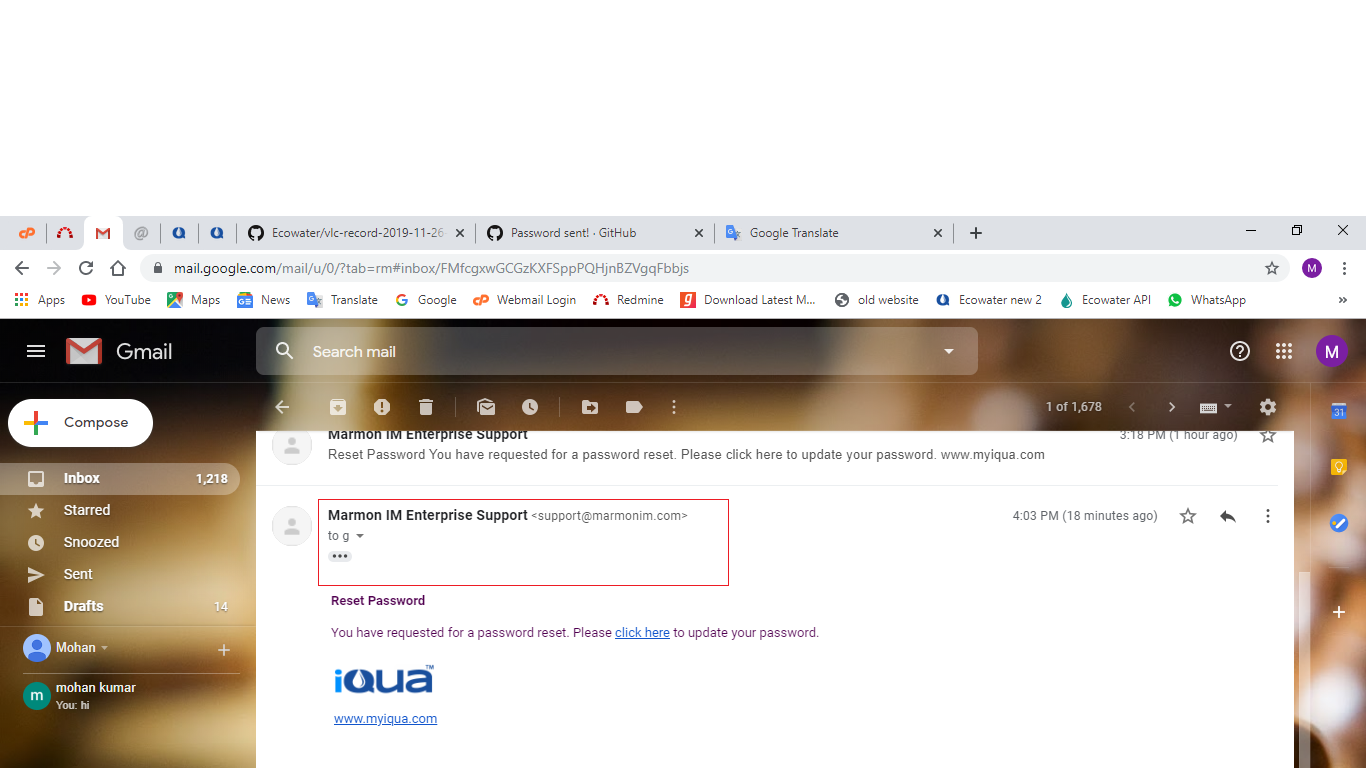 Ecowater/vlc-record-2019-11-26-
Password sent! · GitHub
Google Translate
mail.google.com/mail/u/0/?tab=rm#inbox/FMfcgxwGCGzKXFSppPQHjnBZVgqFbbjs
M
Apps
YouTube
Maps
News
Translate
Google
Webmail Login
Redmine
Download Latest M...
old website
Ecowater new 2
Ecowater API
WhatsApp
Gmail
Search mail
M
Compose
1 of 1,678
31
Marmon IM Enterprise Support
3:18 PM (1 hour ago)
Reset Password You have requested for a password reset. Please click here to update your password. www.myiqua.com
Inbox 1,218
Starred
Snoozed
Sent
Drafts 14
Mohan
m
mohan kumar
You: hi
Marmon IM Enterprise Support <support@marmonim.com>
4:03 PM (18 minutes ago)
to g
Reset Password
You have requested for a password reset. Please click here to update your password.
iQUA™
www.myiqua.com